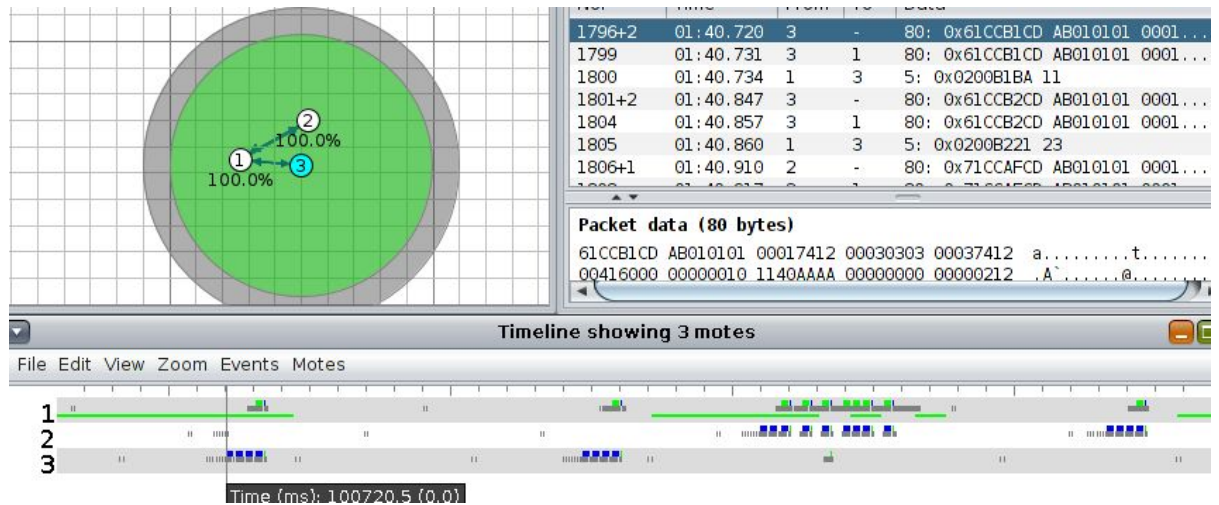 2
100.0%
1
3
100.0%
1796+2 01:40.720 3 - 80: 0x61CCB1CD AB010101 0001...
1799 01:40.731 3 1 80: 0x61CCB1CD AB010101 0001...
1800 01:40.734 1 3 5: 0x0200B1BA 11
1801+2 01:40.847 3 - 80: 0x61CCB2CD AB010101 0001...
1804 01:40.857 3 1 80: 0x61CCB2CD AB010101 0001...
1805 01:40.860 1 3 5: 0x0200B221 23
1806+1 01:40.910 2 - 80: 0x71CCAFCD AB010101 0001...
Packet data (80 bytes)
61CCB1CD AB010101 00017412 00030303 00037412 a.........t.......
00416000 00000010 1140AAAA 00000000 00000212 .A`......@........
Timeline showing 3 motes
File Edit View Zoom Events Motes
1
2
3
Time (ms): 100720.5 (0.0)